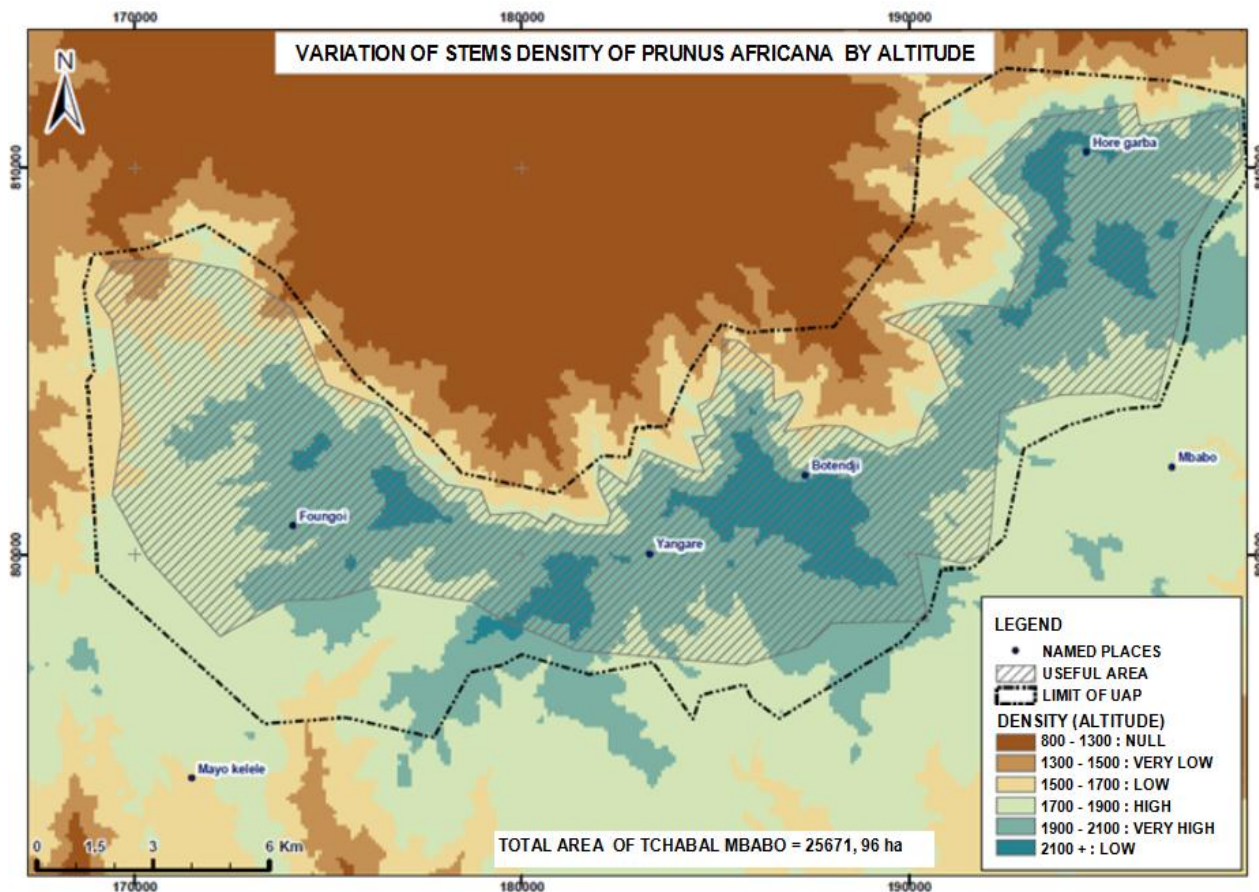 170000 180000 190000
VARIATION OF STEMS DENSITY OF PRUNUS AFRICANA BY ALTITUDE
N
Hore garba
810000 810000
Botendji
Mbabo
Foungoi
Yangare
800000 800000
LEGEND
NAMED PLACES
USEFUL AREA
LIMIT OF UAP
DENSITY (ALTITUDE)
800 - 1300 : NULL
1300 - 1500 : VERY LOW
1500 - 1700 : LOW
1700 - 1900 : HIGH
1900 - 2100 : VERY HIGH
2100 + : LOW
Mayo kelele
0 1,5 3 6 Km
TOTAL AREA OF TCHABAL MBABO = 25671, 96 ha
170000 180000 190000